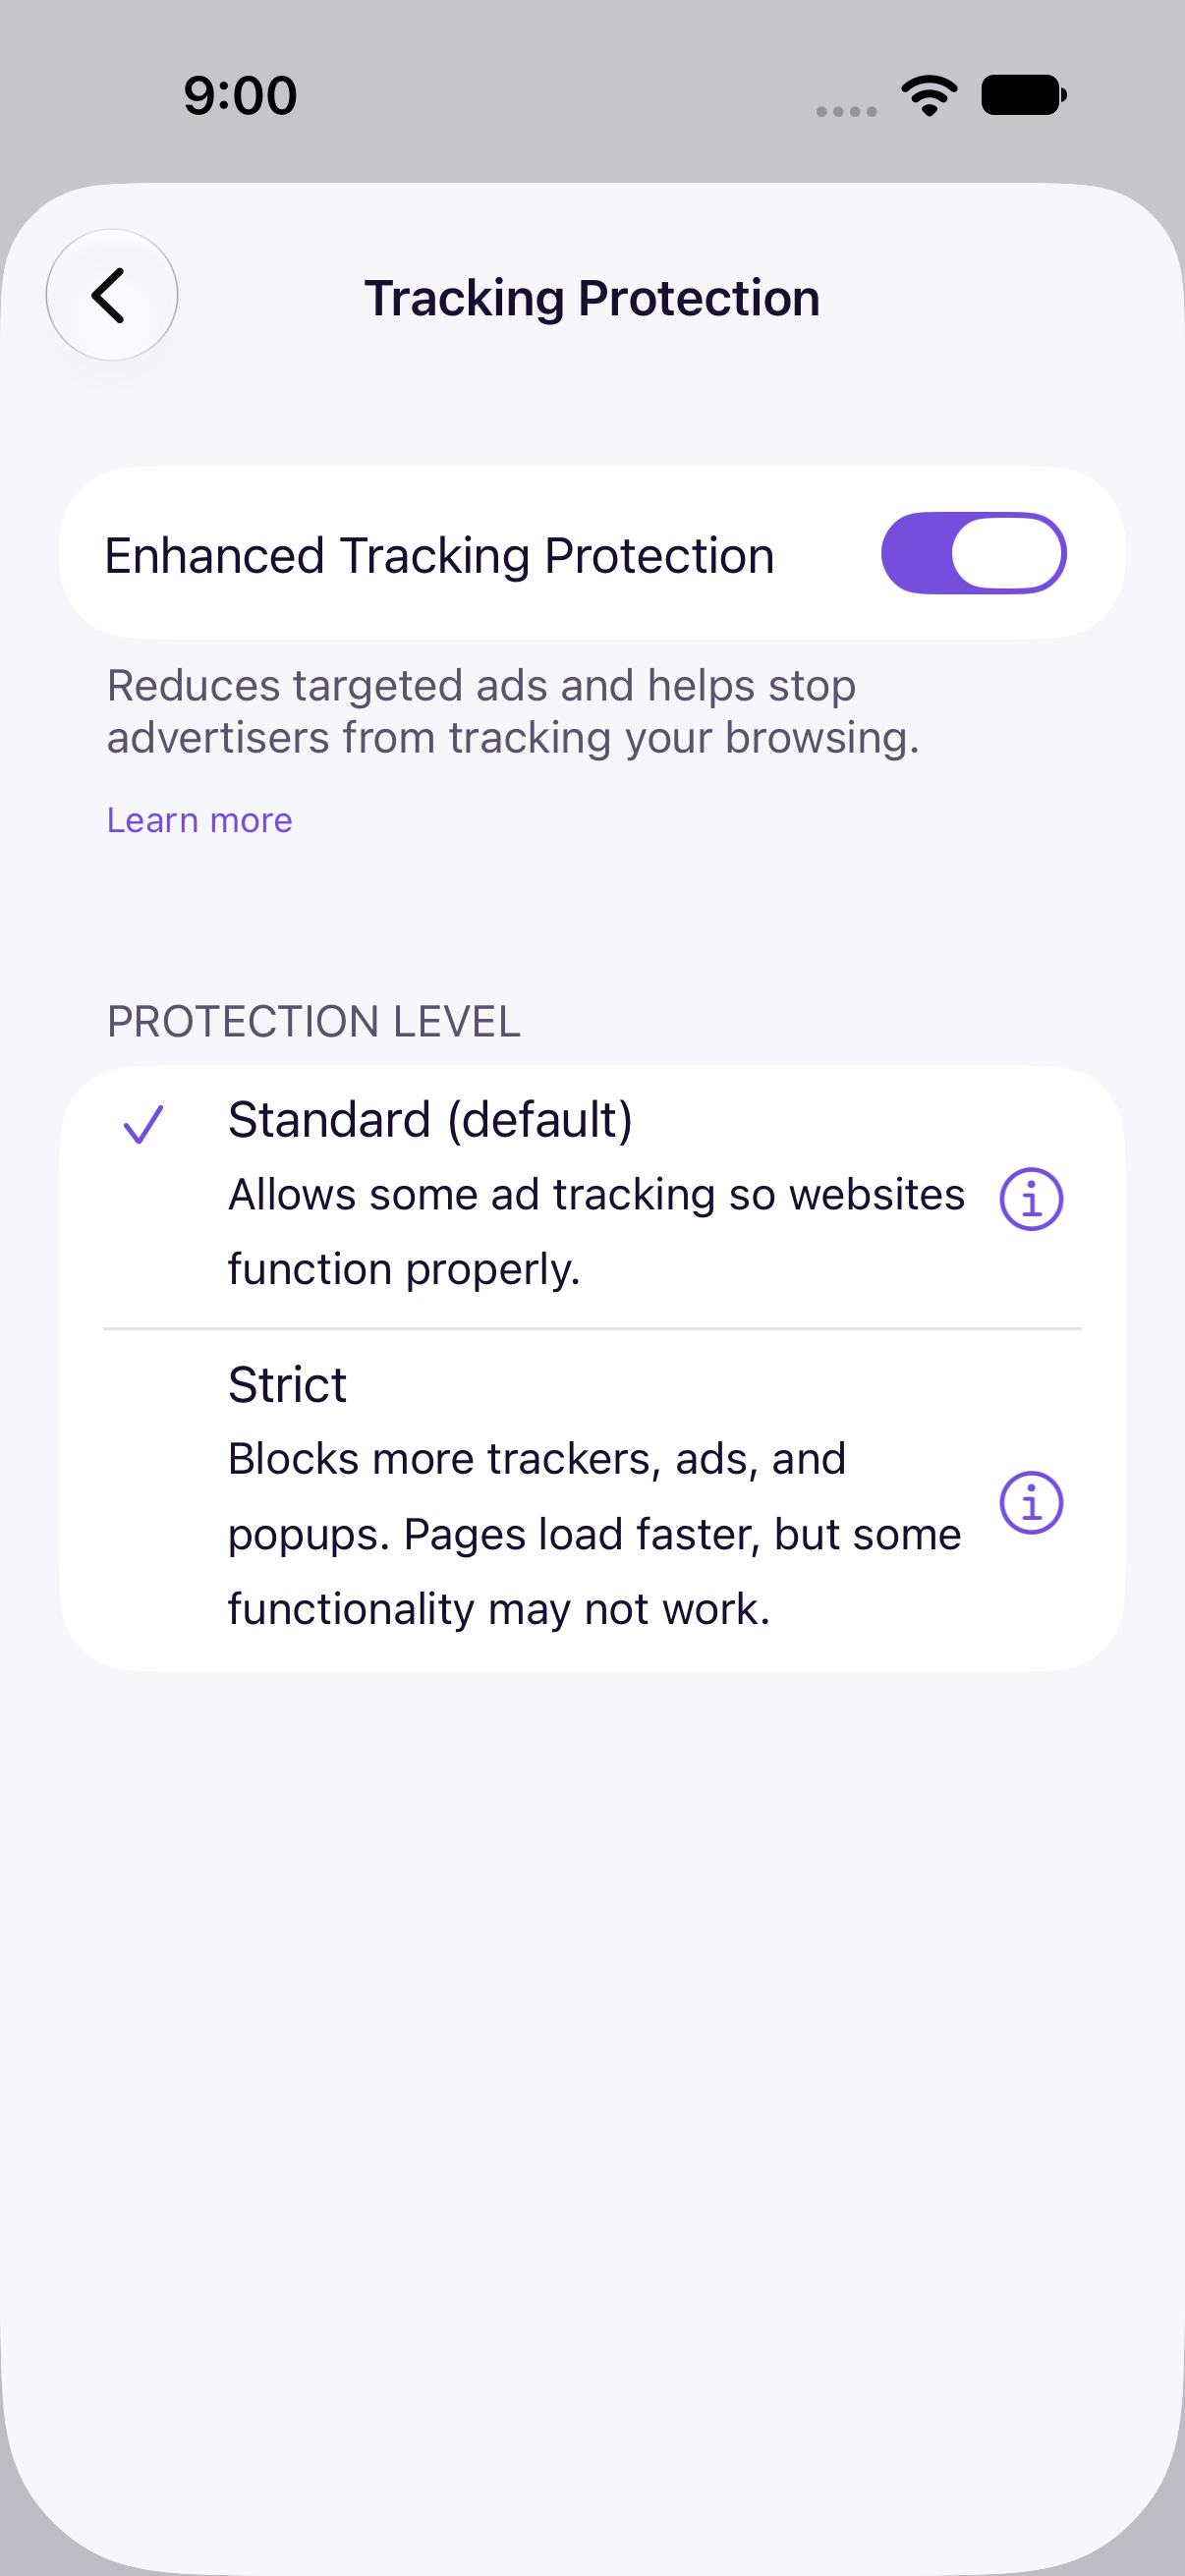 9:00
Tracking Protection
Enhanced Tracking Protection
Reduces targeted ads and helps stop
advertisers from tracking your browsing.
Learn more
PROTECTION LEVEL
Standard (default)
Allows some ad tracking so websites
function properly.
Strict
Blocks more trackers, ads, and
popups. Pages load faster, but some
functionality may not work.